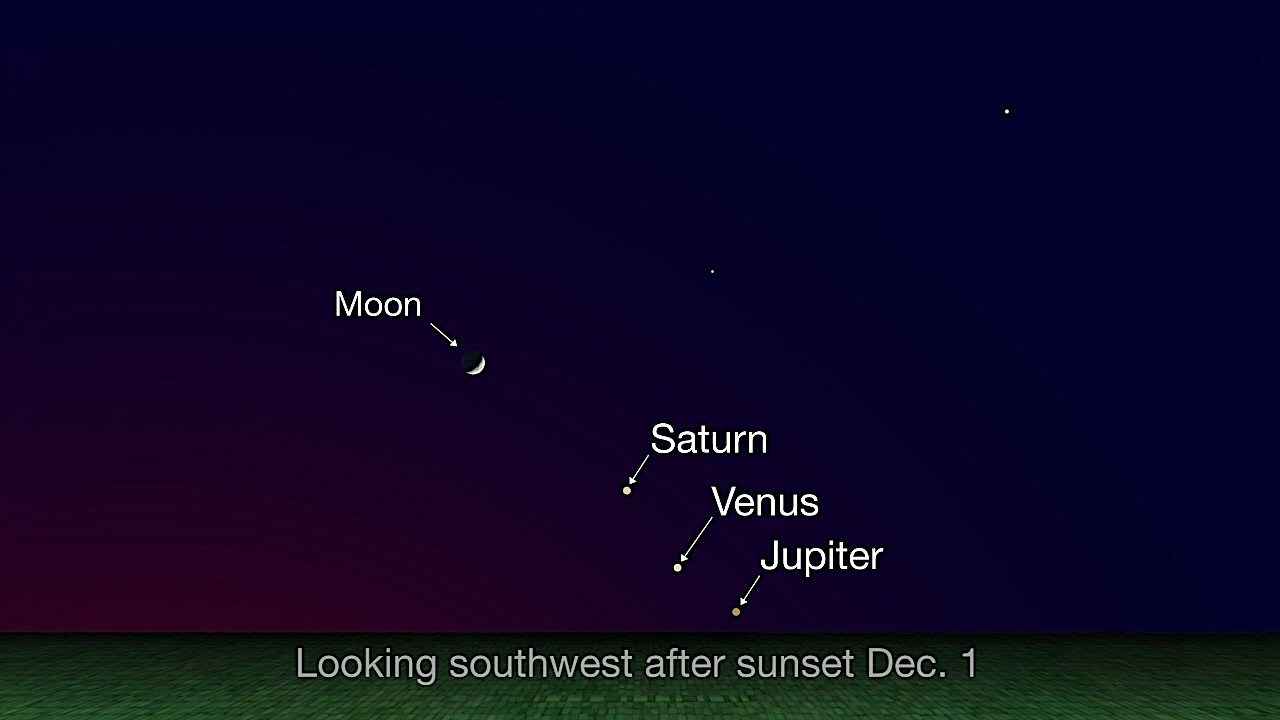 Moon
Saturn
Venus
Jupiter
Looking southwest after sunset Dec. 1